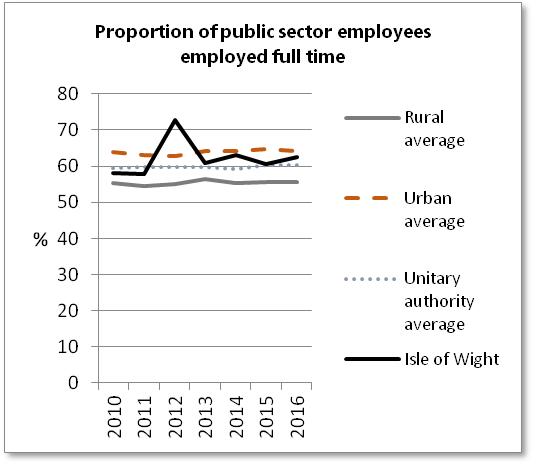 Proportion of public sector employees
employed full time
80
70
60
50
40
30
20
10
0
%
2010
2011
2012
2013
2014
2015
2016
Rural
average
Urban
average
Unitary
authority
average
Isle of Wight